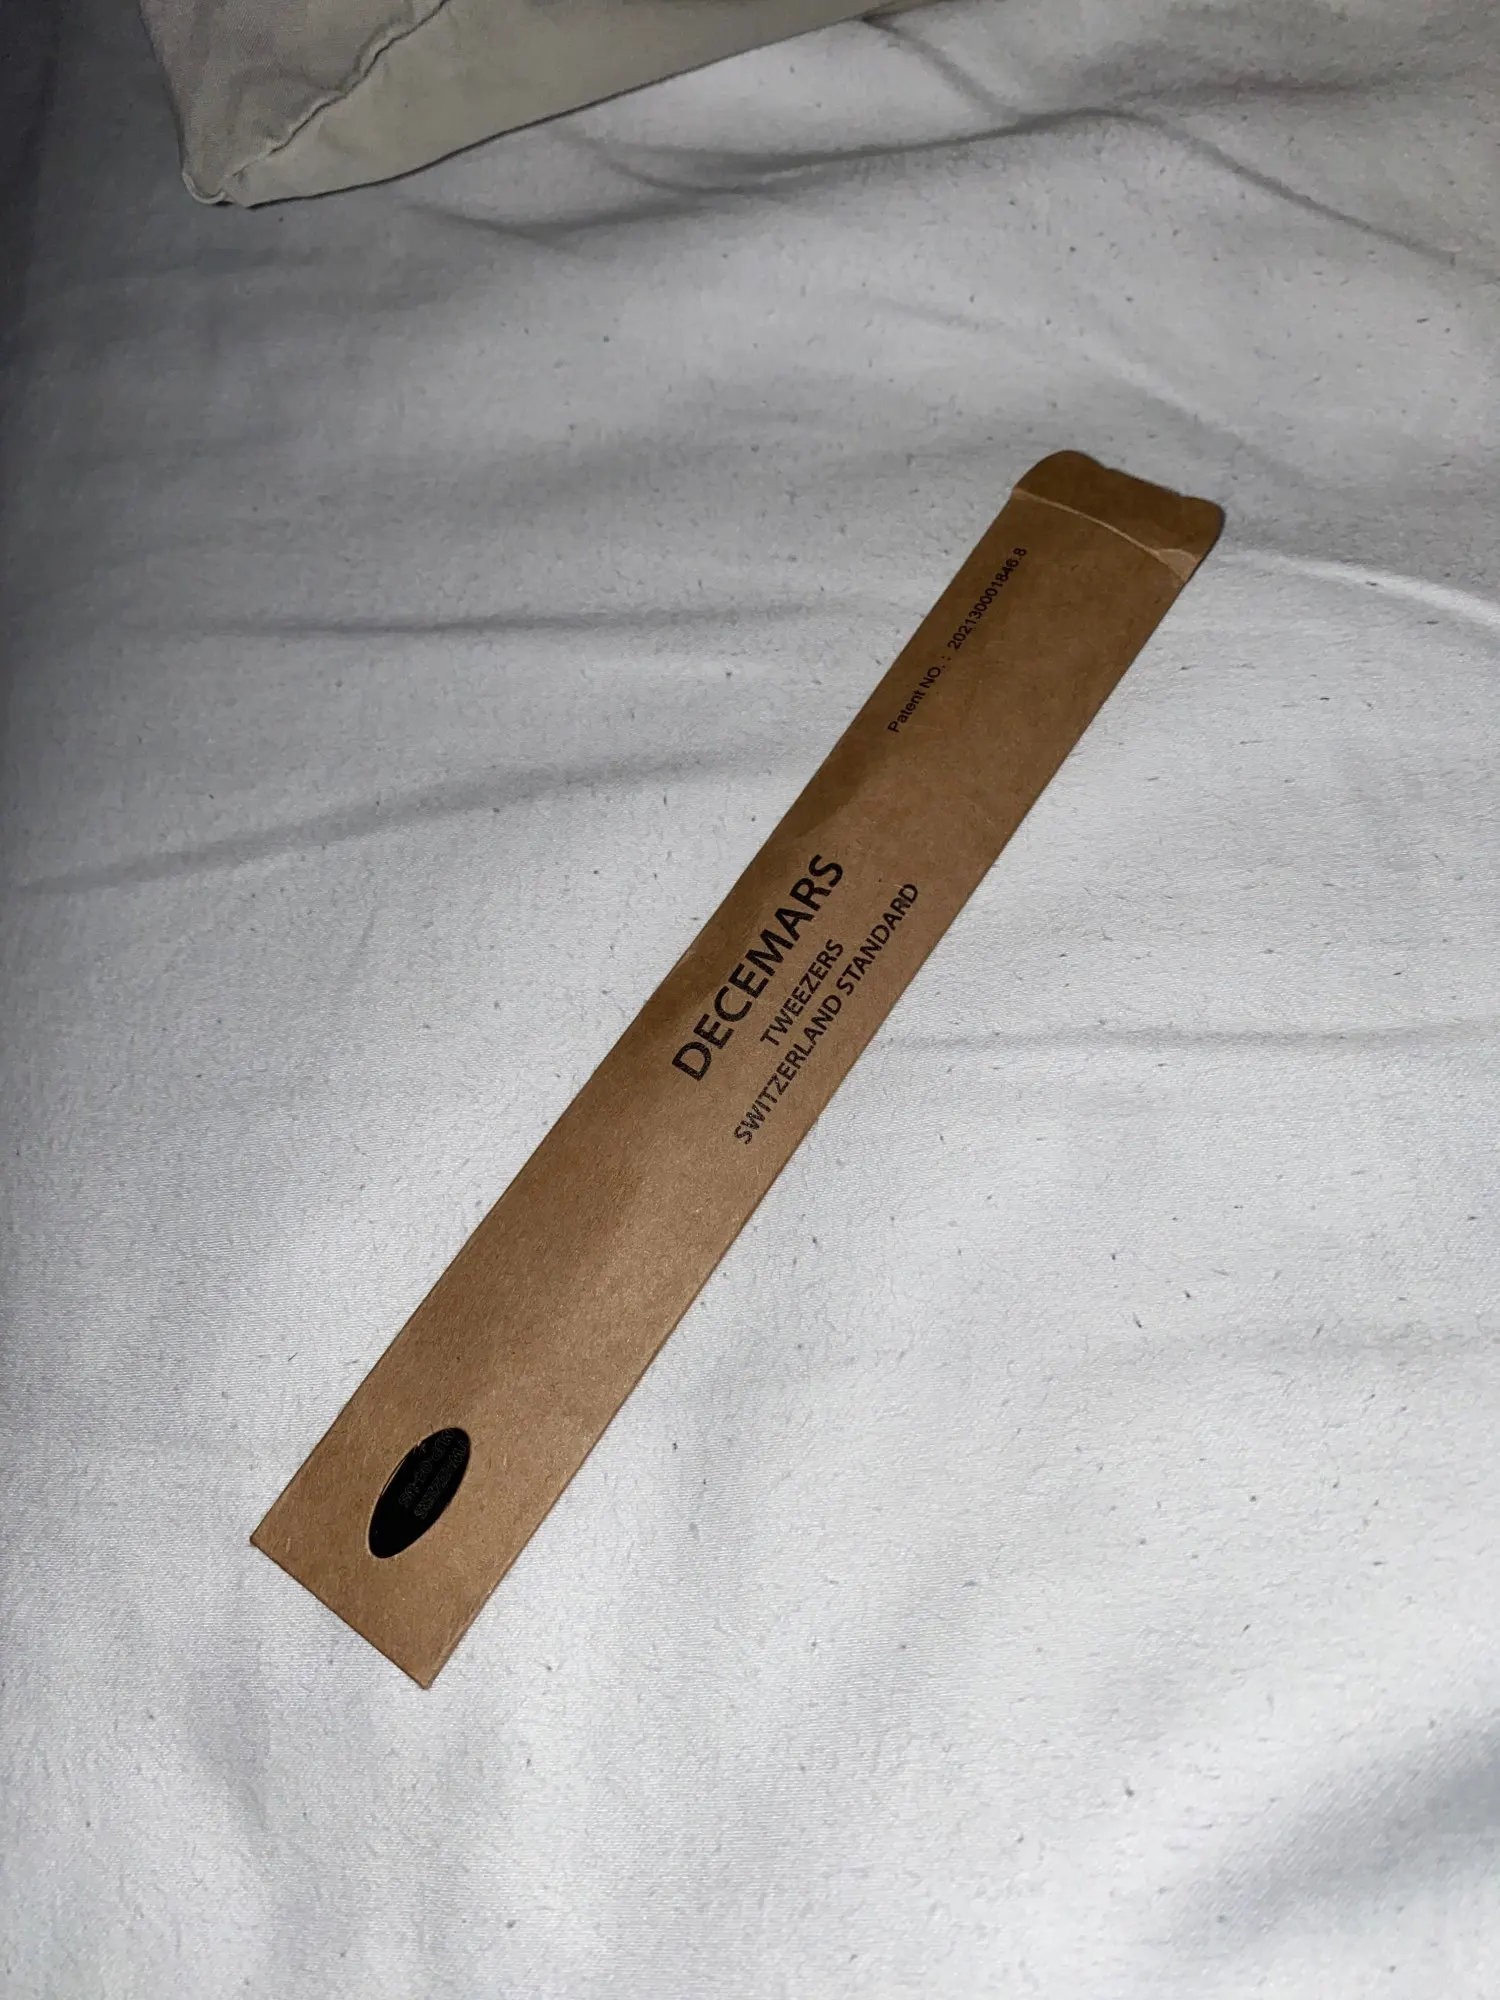 DECEMARS
TWEEZERS
SWITZERLAND STANDARD
Patent NO. : 202130001846.8